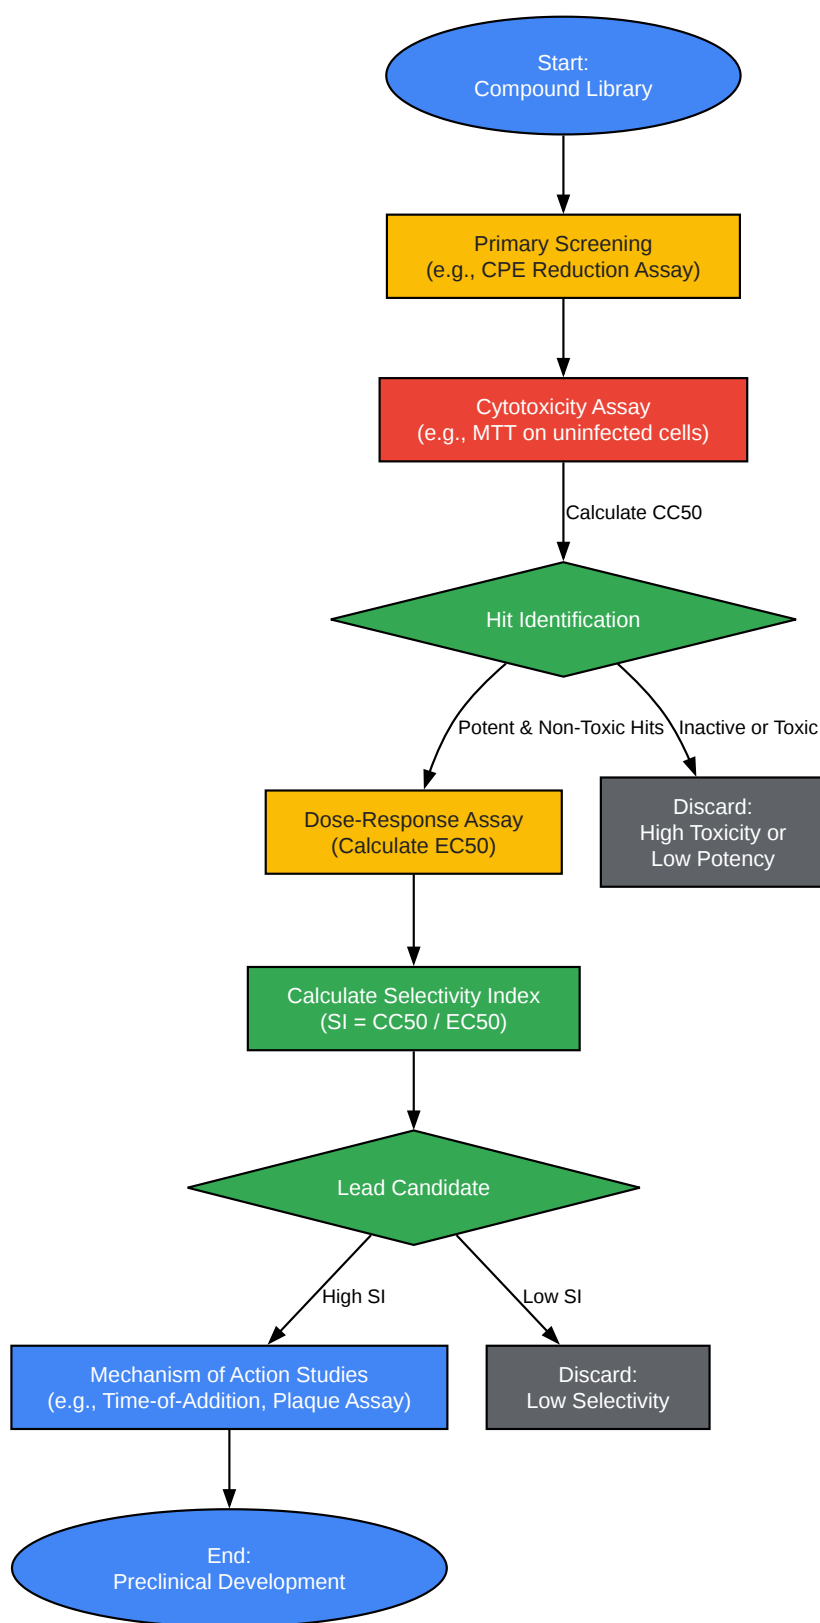 Start:
Compound Library
Primary Screening
(e.g., CPE Reduction Assay)
Cytotoxicity Assay
(e.g., MTT on uninfected cells)
Calculate CC50
Hit Identification
Potent & Non-Toxic Hits
Inactive or Toxic
Dose-Response Assay
(Calculate EC50)
Discard:
High Toxicity or
Low Potency
Calculate Selectivity Index
(SI = CC50 / EC50)
Lead Candidate
High SI
Low SI
Mechanism of Action Studies
(e.g., Time-of-Addition, Plaque Assay)
Discard:
Low Selectivity
End:
Preclinical Development